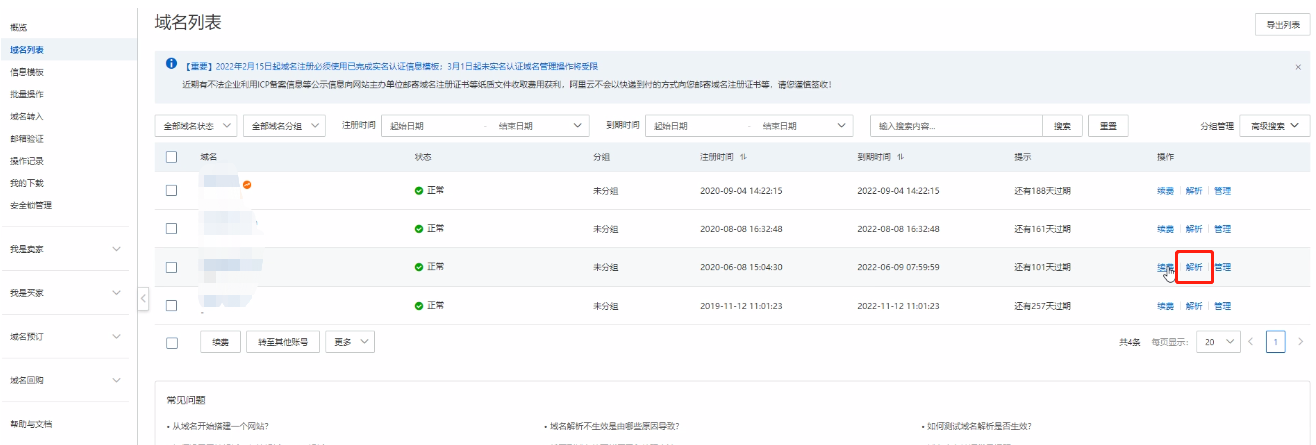 域名列表
导出列表
概览
域名列表
信息模板
批量操作
域名转入
邮箱验证
操作记录
我的下载
安全锁管理
我是卖家
我是买家
域名预订
域名回购
帮助与文档
【重要】2022年2月15日起域名注册必须使用已完成实名认证信息模板；3月1日起未实名认证域名管理操作将受限
近期有不法企业利用ICP备案信息等公示信息向网站主办单位邮寄域名注册证书等纸质文件收取费用获利，阿里云不会以快递到付的方式向您邮寄域名注册证书等，请您谨慎签收！
全部域名状态 全部域名分组 注册时间 起始日期 - 结束日期 到期时间 起始日期 - 结束日期 输入搜索内容... 搜索 重置 分组管理 高级搜索
域名 状态 分组 注册时间 到期时间 提示 操作
正常 未分组 2020-09-04 14:22:15 2022-09-04 14:22:15 还有188天过期 续费 解析 管理
正常 未分组 2020-08-08 16:32:48 2022-08-08 16:32:48 还有161天过期 续费 解析 管理
正常 未分组 2020-06-08 15:04:30 2022-06-09 07:59:59 还有101天过期 续费 解析 管理
正常 未分组 2019-11-12 11:01:23 2022-11-12 11:01:23 还有257天过期 续费 解析 管理
续费 转至其他账号 更多 共4条 每页显示： 20 1
常见问题
• 从域名开始搭建一个网站? • 域名解析不生效是由哪些原因导致? • 如何测试域名解析是否生效?